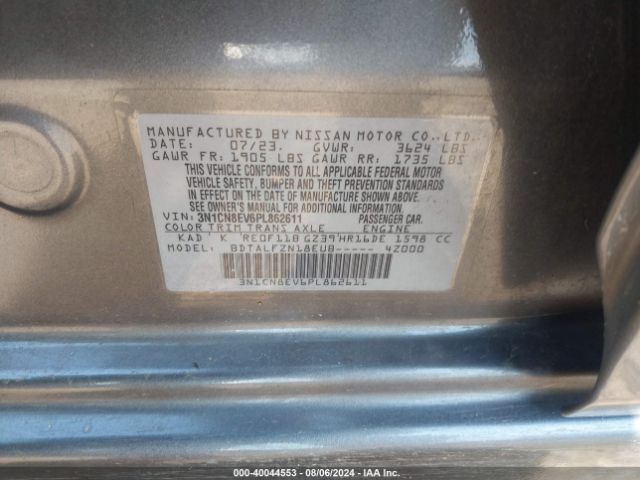 MANUFACTURED BY NISSAN MOTOR CO., LTD.
DATE: 07/23. GVWR: 3624 LBS
GAWR FR: 1905 LBS GAWR RR: 1735 LBS
THIS VEHICLE CONFORMS TO ALL APPLICABLE FEDERAL MOTOR
VEHICLE SAFETY, BUMPER AND THEFT PREVENTION STANDARDS
IN EFFECT ON THE DATE OF MANUFACTURE SHOWN ABOVE.
SEE OWNER'S MANUAL FOR ADDITIONAL INFORMATION.
VIN: 3N1CN8EV6PL862611 PASSENGER CAR.
COLOR TRIM TRANS AXLE ENGINE
KAD K RE0F11B GZ39 HR16DE 1598 CC
MODEL: BDTALFZN18EUB----- 4Z000
3N1CN8EV6PL862611
000-40044553 - 08/06/2024 - IAA Inc.